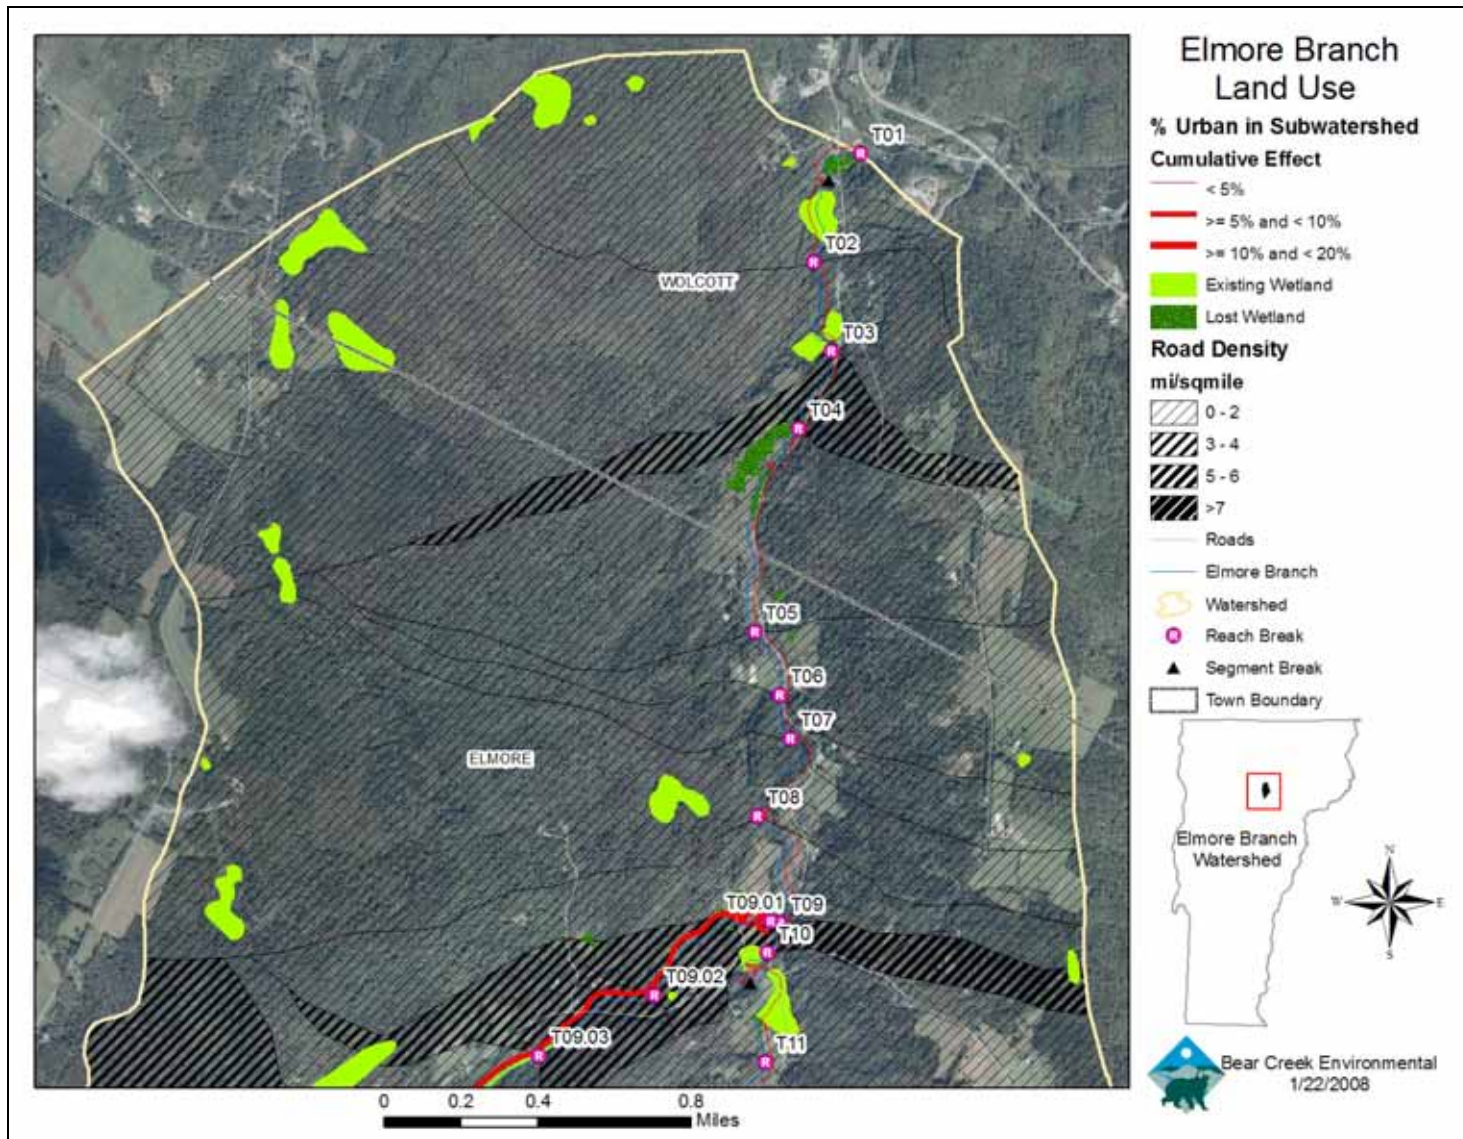 Elmore Branch
Land Use
% Urban in Subwatershed
Cumulative Effect
< 5%
>= 5% and < 10%
>= 10% and < 20%
Existing Wetland
Lost Wetland
Road Density
mi/sqmile
0 - 2
3 - 4
5 - 6
>7
Roads
Elmore Branch
Watershed
R Reach Break
Segment Break
Town Boundary
Elmore Branch
Watershed
N
W E
S
Bear Creek Environmental
1/22/2008
T01
R
T02
R
WOLCOTT
T03
R
T04
R
T05
R
T06
R
T07
R
ELMORE
T08
R
T09.01 T09
R
T10
R
T09.02
R
T09.03
R
T11
R
0 0.2 0.4 0.8
Miles